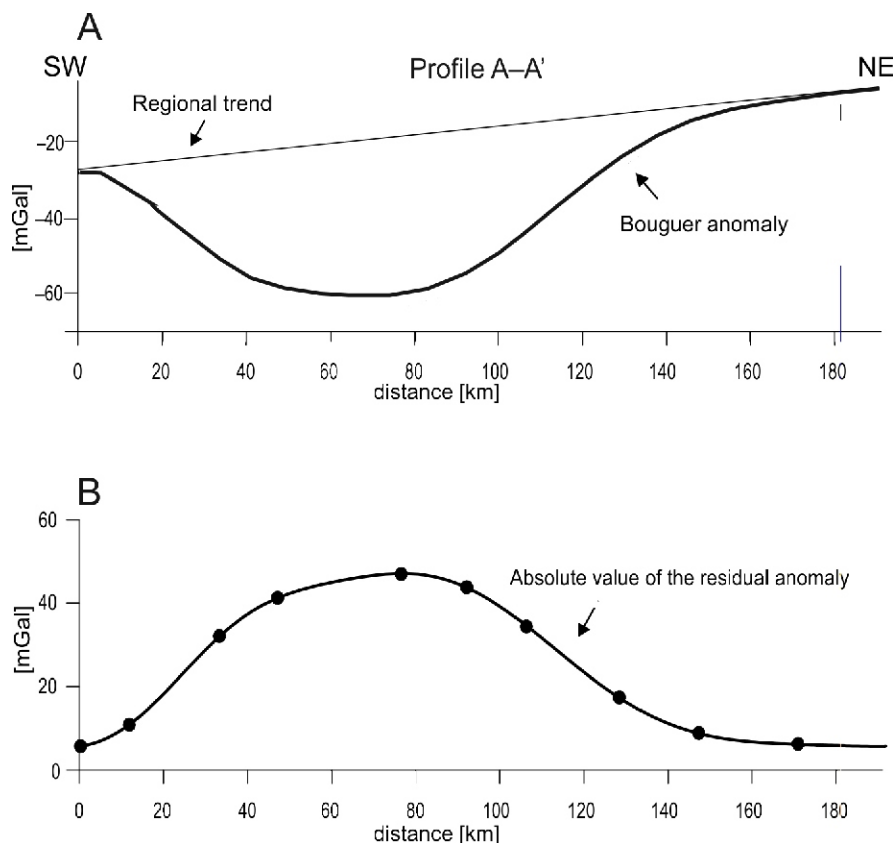 A
SW
Profile A–A'
NE
Regional trend
–20
–40
–60
[mGal]
Bouguer anomaly
0 20 40 60 80 100 120 140 160 180
distance [km]
B
60
40
20
0
[mGal]
Absolute value of the residual anomaly
0 20 40 60 80 100 120 140 160 180
distance [km]